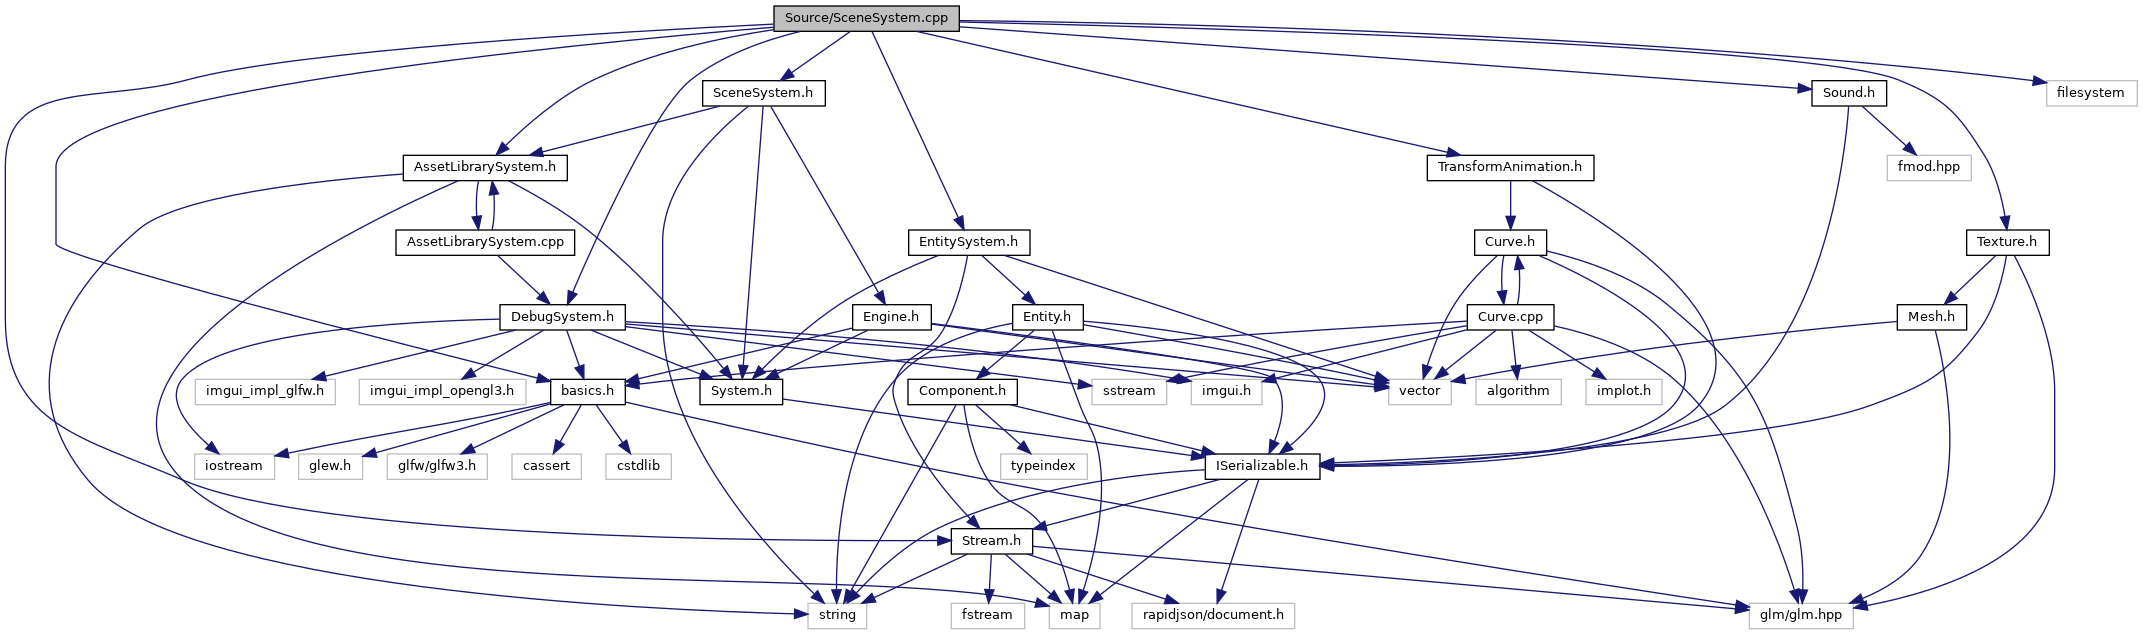 Source/SceneSystem.cpp
SceneSystem.h
Sound.h
filesystem
AssetLibrarySystem.h
TransformAnimation.h
fmod.hpp
AssetLibrarySystem.cpp
EntitySystem.h
Curve.h
Texture.h
DebugSystem.h
Engine.h
Entity.h
Curve.cpp
Mesh.h
imgui_impl_glfw.h
imgui_impl_opengl3.h
basics.h
System.h
Component.h
sstream
imgui.h
vector
algorithm
implot.h
iostream
glew.h
glfw/glfw3.h
cassert
cstdlib
typeindex
ISerializable.h
Stream.h
string
fstream
map
rapidjson/document.h
glm/glm.hpp